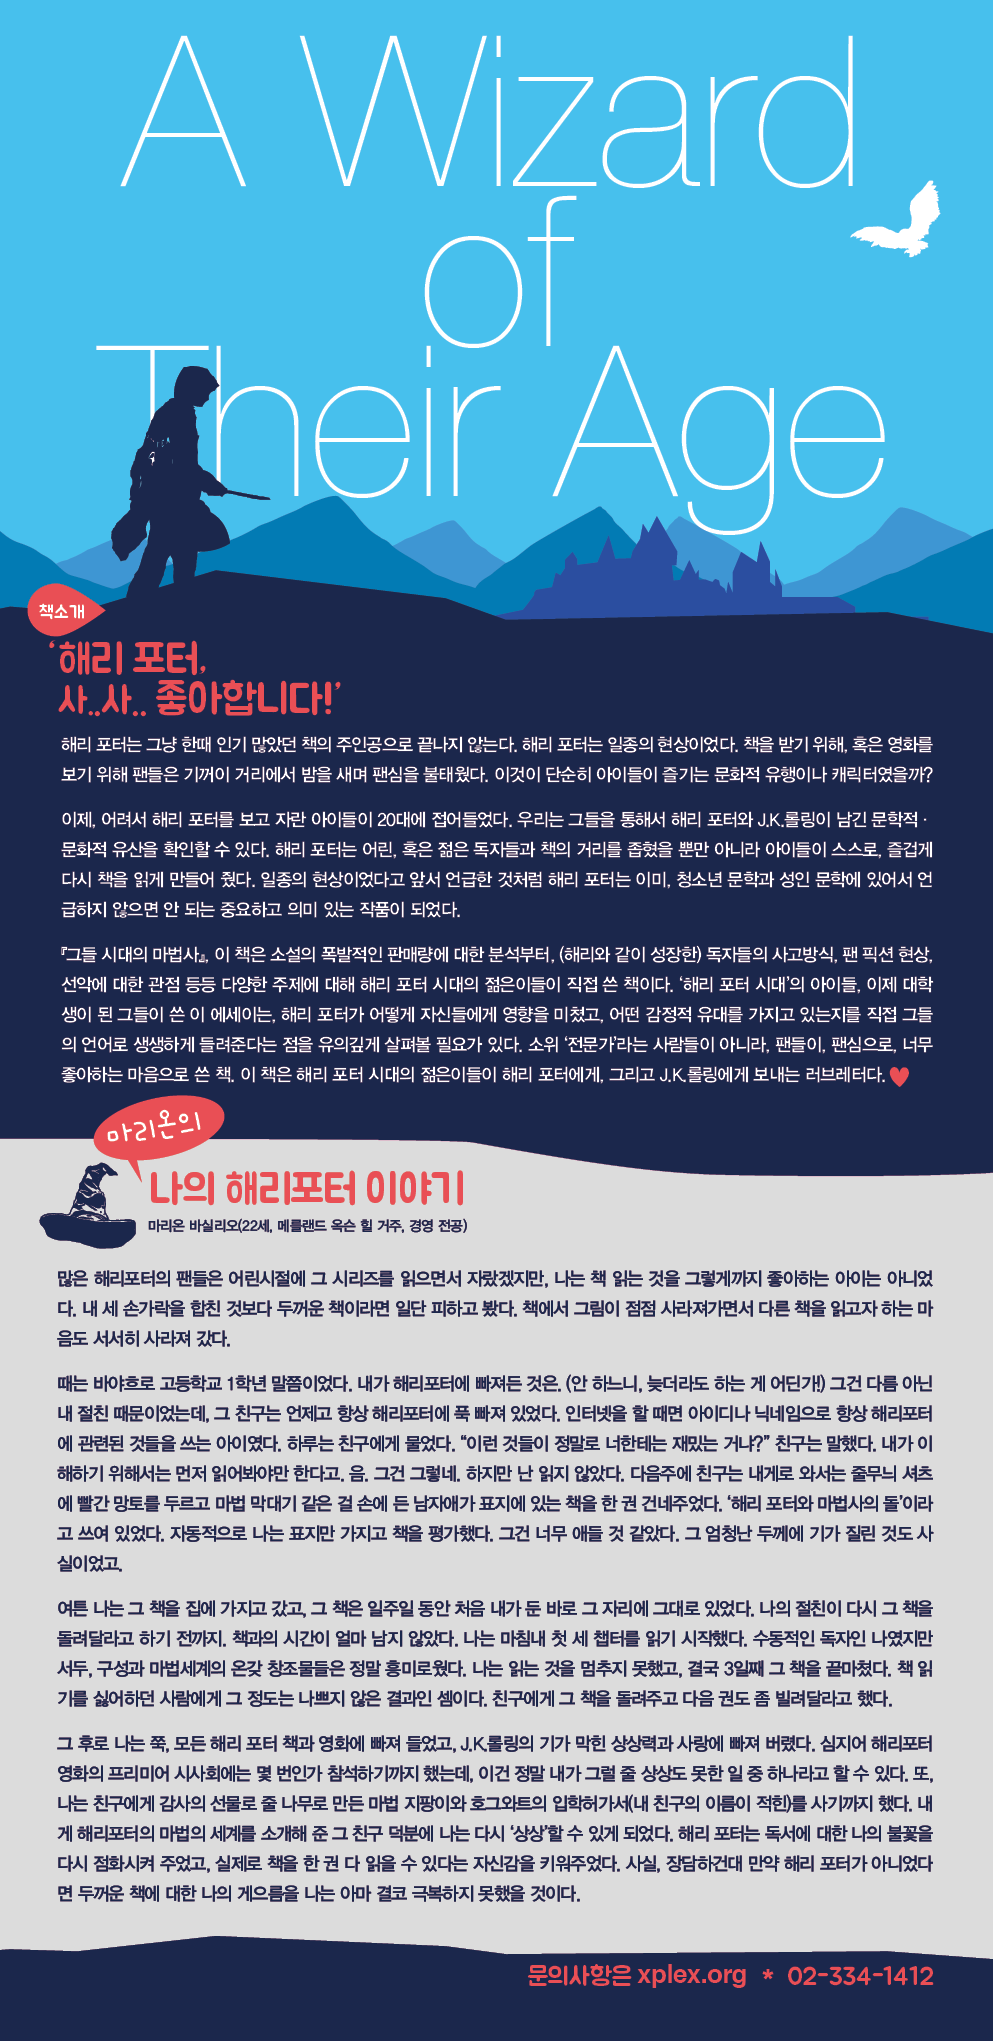 A Wizard
of
Their Age
책소개
‘해리 포터,
사..사.. 좋아합니다!’
해리 포터는 그냥 한때 인기 많았던 책의 주인공으로 끝나지 않는다. 해리 포터는 일종의 현상이었다. 책을 받기 위해, 혹은 영화를
보기 위해 팬들은 기꺼이 거리에서 밤을 새며 팬심을 불태웠다. 이것이 단순히 아이들이 즐기는 문화적 유행이나 캐릭터였을까?
이제, 어려서 해리 포터를 보고 자란 아이들이 20대에 접어들었다. 우리는 그들을 통해서 해리 포터와 J.K.롤링이 남긴 문학적 ·
문화적 유산을 확인할 수 있다. 해리 포터는 어린, 혹은 젊은 독자들과 책의 거리를 좁혔을 뿐만 아니라 아이들이 스스로, 즐겁게
다시 책을 읽게 만들어 줬다. 일종의 현상이었다고 앞서 언급한 것처럼 해리 포터는 이미, 청소년 문학과 성인 문학에 있어서 언
급하지 않으면 안 되는 중요하고 의미 있는 작품이 되었다.
『그들 시대의 마법사』, 이 책은 소설의 폭발적인 판매량에 대한 분석부터, (해리와 같이 성장한) 독자들의 사고방식, 팬 픽션 현상,
선악에 대한 관점 등등 다양한 주제에 대해 해리 포터 시대의 젊은이들이 직접 쓴 책이다. ‘해리 포터 시대’의 아이들, 이제 대학
생이 된 그들이 쓴 이 에세이는, 해리 포터가 어떻게 자신들에게 영향을 미쳤고, 어떤 감정적 유대를 가지고 있는지를 직접 그들
의 언어로 생생하게 들려준다는 점을 유의깊게 살펴볼 필요가 있다. 소위 ‘전문가’라는 사람들이 아니라, 팬들이, 팬심으로, 너무
좋아하는 마음으로 쓴 책. 이 책은 해리 포터 시대의 젊은이들이 해리 포터에게, 그리고 J.K.롤링에게 보내는 러브레터다.
마리온의
나의 해리포터 이야기
마리온 바실리오(22세, 메릴랜드 옥슨 힐 거주, 경영 전공)
많은 해리포터의 팬들은 어린시절에 그 시리즈를 읽으면서 자랐겠지만, 나는 책 읽는 것을 그렇게까지 좋아하는 아이는 아니었
다. 내 세 손가락을 합친 것보다 두꺼운 책이라면 일단 피하고 봤다. 책에서 그림이 점점 사라져가면서 다른 책을 읽고자 하는 마
음도 서서히 사라져 갔다.
때는 바야흐로 고등학교 1학년 말쯤이었다. 내가 해리포터에 빠져든 것은. (안 하느니, 늦더라도 하는 게 어딘가!) 그건 다름 아닌
내 절친 때문이었는데, 그 친구는 언제고 항상 해리포터에 푹 빠져 있었다. 인터넷을 할 때면 아이디나 닉네임으로 항상 해리포터
에 관련된 것들을 쓰는 아이였다. 하루는 친구에게 물었다. “이런 것들이 정말로 너한테는 재밌는 거냐?” 친구는 말했다. 내가 이
해하기 위해서는 먼저 읽어봐야만 한다고. 음. 그건 그렇네. 하지만 난 읽지 않았다. 다음주에 친구는 내게로 와서는 줄무늬 셔츠
에 빨간 망토를 두르고 마법 막대기 같은 걸 손에 든 남자애가 표지에 있는 책을 한 권 건네주었다. ‘해리 포터와 마법사의 돌’이라
고 쓰여 있었다. 자동적으로 나는 표지만 가지고 책을 평가했다. 그건 너무 애들 것 같았다. 그 엄청난 두께에 기가 질린 것도 사
실이었고.
여튼 나는 그 책을 집에 가지고 갔고, 그 책은 일주일 동안 처음 내가 둔 바로 그 자리에 그대로 있었다. 나의 절친이 다시 그 책을
돌려달라고 하기 전까지. 책과의 시간이 얼마 남지 않았다. 나는 마침내 첫 세 챕터를 읽기 시작했다. 수동적인 독자인 나였지만
서두, 구성과 마법세계의 온갖 창조물들은 정말 흥미로웠다. 나는 읽는 것을 멈추지 못했고, 결국 3일째 그 책을 끝마쳤다. 책 읽
기를 싫어하던 사람에게 그 정도는 나쁘지 않은 결과인 셈이다. 친구에게 그 책을 돌려주고 다음 권도 좀 빌려달라고 했다.
그 후로 나는 쭉, 모든 해리 포터 책과 영화에 빠져 들었고, J.K.롤링의 기가 막힌 상상력과 사랑에 빠져 버렸다. 심지어 해리포터
영화의 프리미어 시사회에는 몇 번인가 참석하기까지 했는데, 이건 정말 내가 그럴 줄 상상도 못한 일 중 하나라고 할 수 있다. 또,
나는 친구에게 감사의 선물로 줄 나무로 만든 마법 지팡이와 호그와트의 입학허가서(내 친구의 이름이 적힌)를 사기까지 했다. 내
게 해리포터의 마법의 세계를 소개해 준 그 친구 덕분에 나는 다시 ‘상상’할 수 있게 되었다. 해리 포터는 독서에 대한 나의 불꽃을
다시 점화시켜 주었고, 실제로 책을 한 권 다 읽을 수 있다는 자신감을 키워주었다. 사실, 장담하건대 만약 해리 포터가 아니었다
면 두꺼운 책에 대한 나의 게으름을 나는 아마 결코 극복하지 못했을 것이다.
문의사항은 xplex.org * 02-334-1412